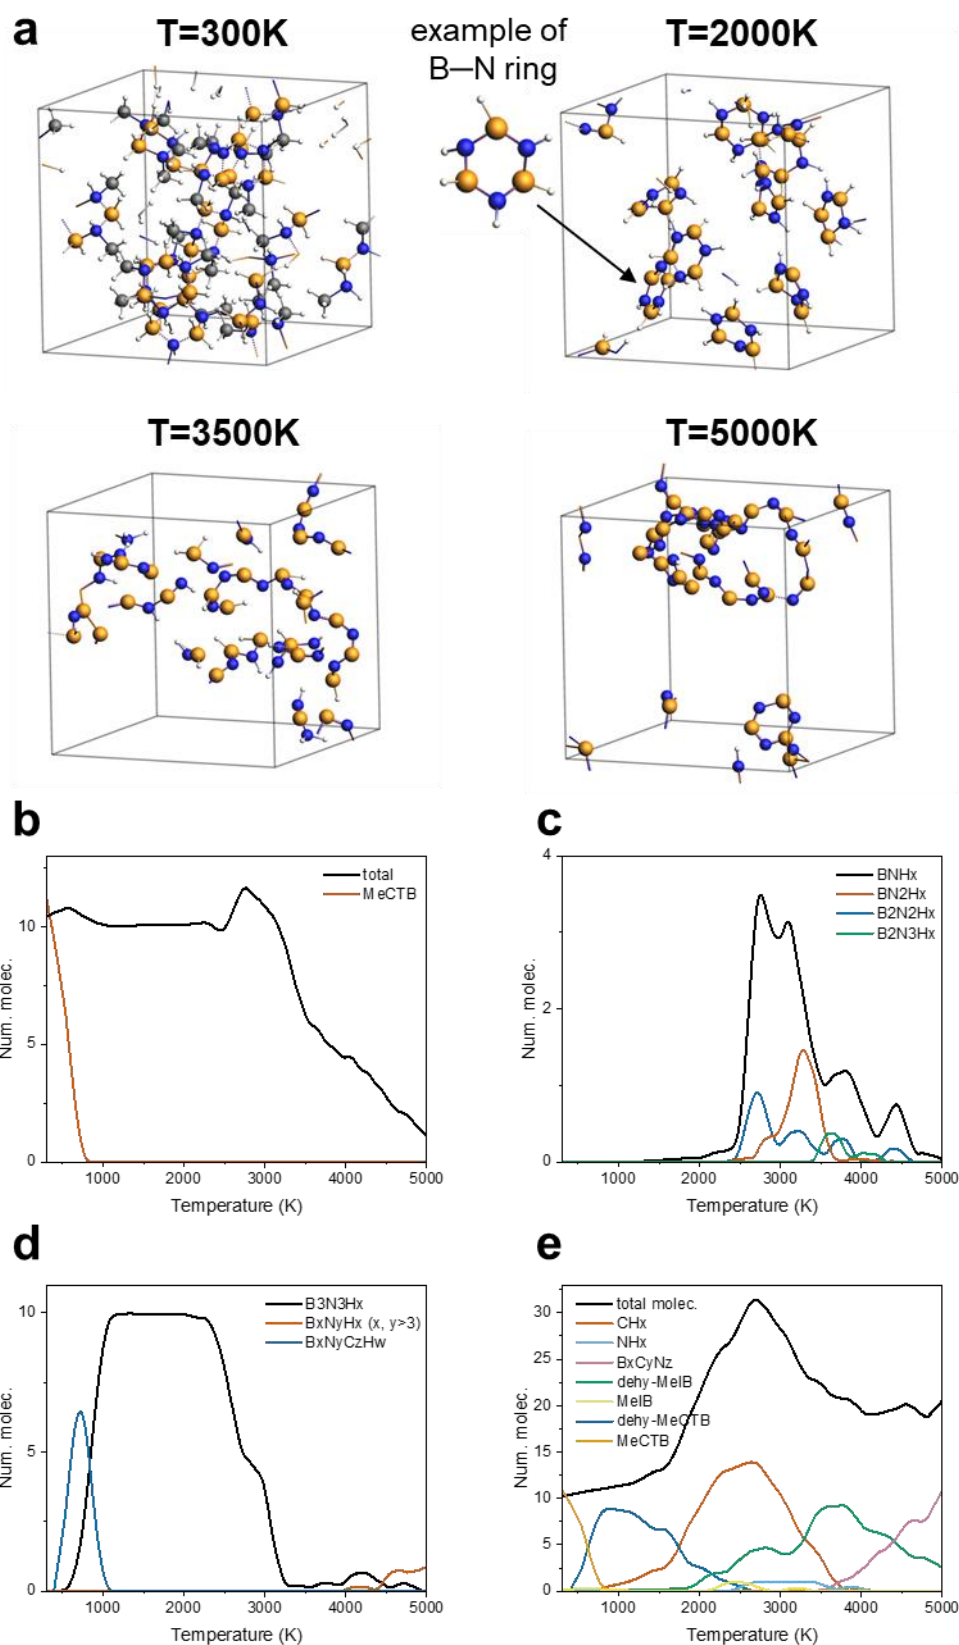 a
T=300K
example of
B—N ring
T=2000K
T=3500K
T=5000K
b
total
MeCTB
10
5
0
Num. molec.
1000 2000 3000 4000 5000
Temperature (K)
c
BNHx
BN2Hx
B2N2Hx
B2N3Hx
4
2
0
Num. molec.
1000 2000 3000 4000 5000
Temperature (K)
d
B3N3Hx
BxNyHx (x, y>3)
BxNyCzHw
10
5
0
Num. molec.
1000 2000 3000 4000 5000
Temperature (K)
e
total molec.
CHx
NHx
BxCyNz
dehy-MeIB
MeIB
dehy-MeCTB
MeCTB
30
25
20
15
10
5
0
Num. molec.
1000 2000 3000 4000 5000
Temperature (K)